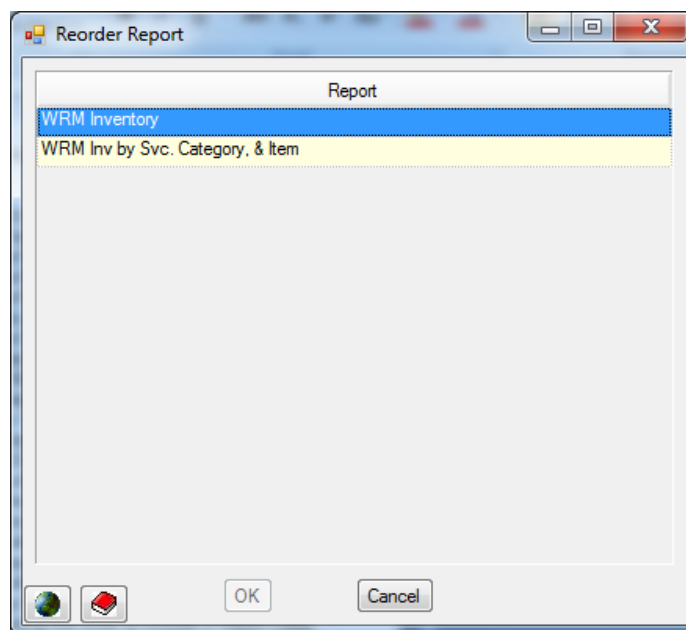 Reorder Report
Report
WRM Inventory
WRM Inv by Svc. Category, & Item
OK
Cancel